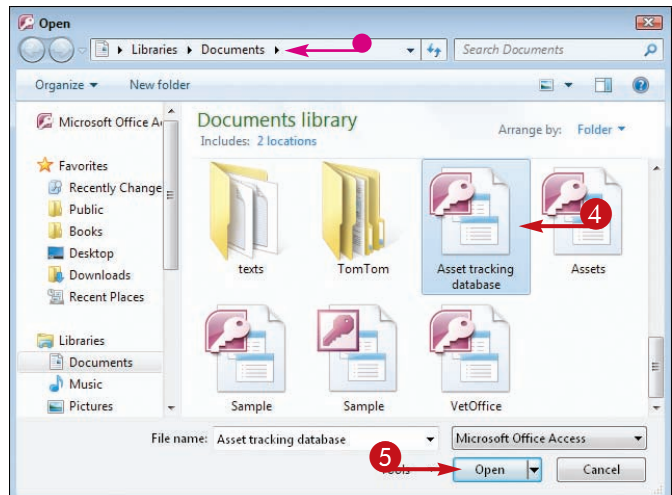 Open
Libraries ▸ Documents ▸
Search Documents
Organize
New folder
Microsoft Office A
Documents library
Includes: 2 locations
Arrange by: Folder
Favorites
Recently Change
Public
Books
Desktop
Downloads
Recent Places
Libraries
Documents
Music
Pictures
texts
TomTom
Asset tracking
database
4
Assets
Sample
Sample
VetOffice
File name: Asset tracking database
Microsoft Office Access
5
Open
Cancel